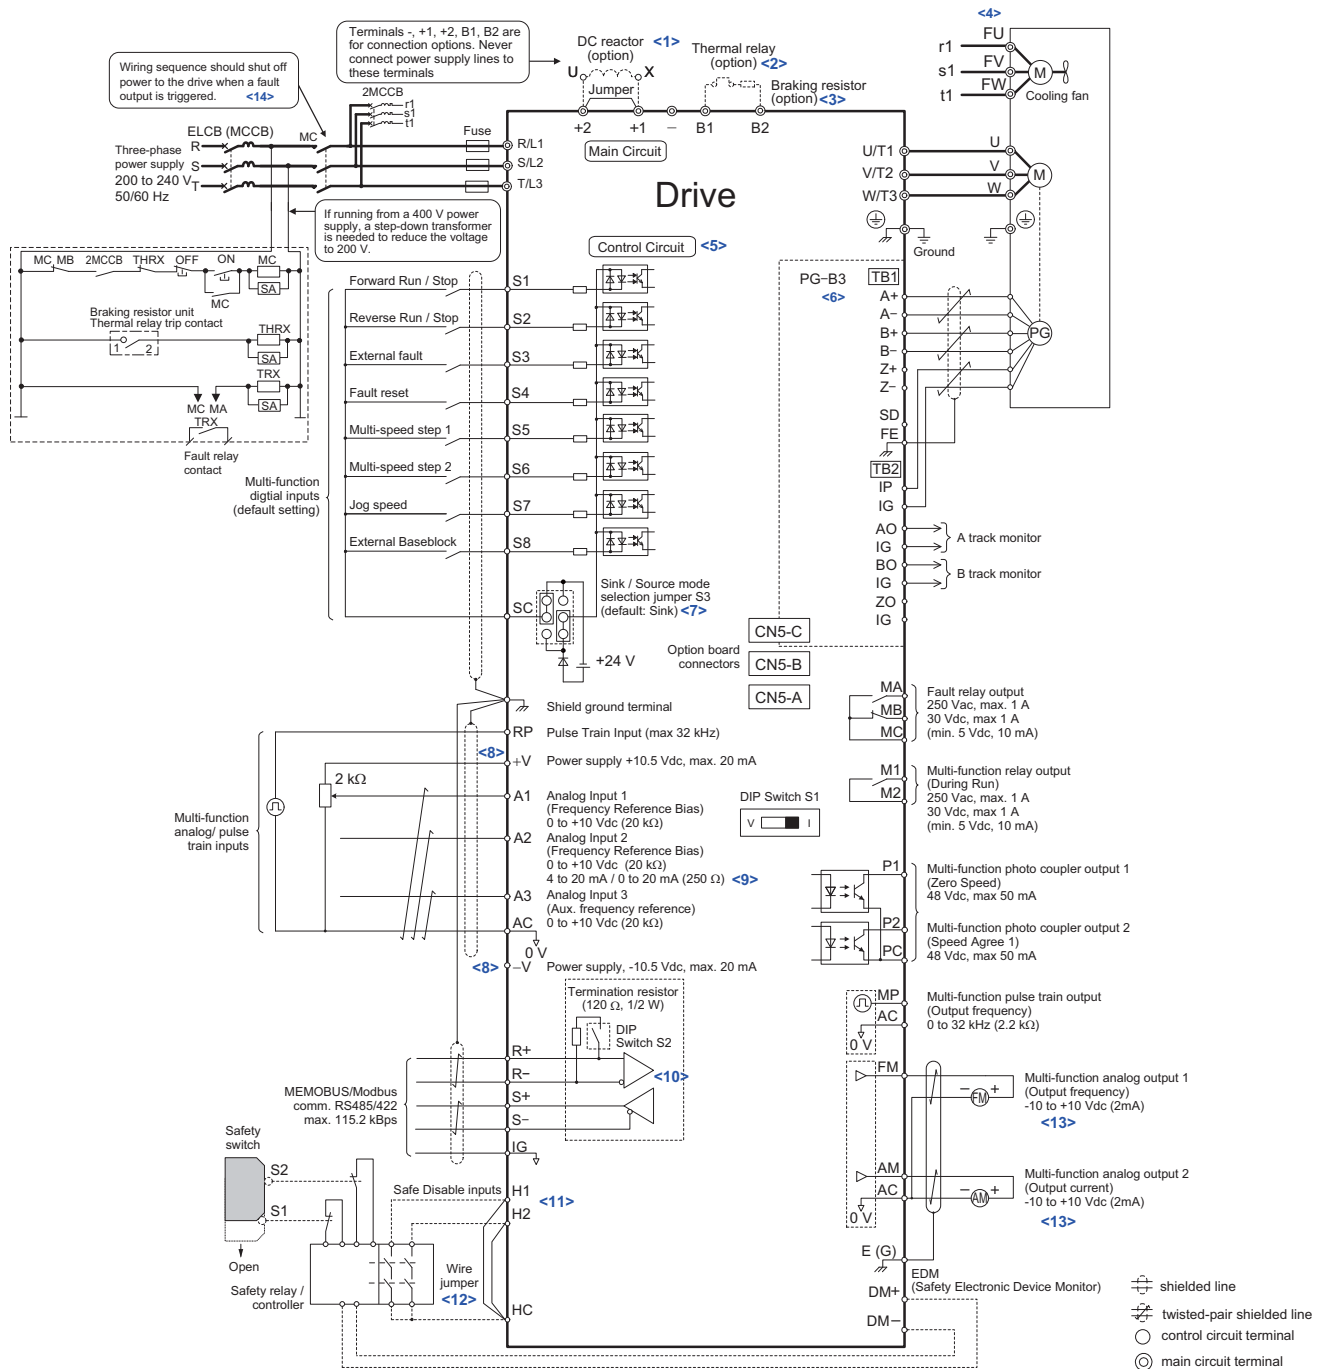 Terminals -, +1, +2, B1, B2 are
for connection options. Never
connect power supply lines to
these terminals
Wiring sequence should shut off
power to the drive when a fault
output is triggered.
<14>
DC reactor
(option)
<1>
U
X
Jumper
Thermal relay
(option) <2>
Braking resistor
(option) <3>
+2
+1
−
B1
B2
Main Circuit
Drive
<4>
FU
r1
FV
s1
FW
t1
M
Cooling fan
2MCCB
r1
s1
t1
ELCB (MCCB)
MC
Fuse
Three-phase
power supply
200 to 240 V
50/60 Hz
R
S
T
R/L1
S/L2
T/L3
U/T1
V/T2
W/T3
U
V
W
M
Ground
If running from a 400 V power
supply, a step-down transformer
is needed to reduce the voltage
to 200 V.
MC MB
2MCCB
THRX
OFF
ON
MC
SA
MC
Braking resistor unit
Thermal relay trip contact
1
2
THRX
SA
TRX
SA
MC MA
TRX
Fault relay
contact
Control Circuit
<5>
Forward Run / Stop
S1
Reverse Run / Stop
S2
External fault
S3
Fault reset
S4
Multi-speed step 1
S5
Multi-speed step 2
S6
Jog speed
S7
External Baseblock
S8
Multi-function
digtial inputs
(default setting)
SC
Sink / Source mode
selection jumper S3
(default: Sink) <7>
+24 V
PG−B3
<6>
TB1
A+
A−
B+
B−
Z+
Z−
SD
FE
PG
TB2
IP
IG
AO
IG
A track monitor
BO
IG
B track monitor
ZO
IG
Option board
connectors
CN5-C
CN5-B
CN5-A
Shield ground terminal
RP
Pulse Train Input (max 32 kHz)
<8>
+V
Power supply +10.5 Vdc, max. 20 mA
2 kΩ
A1
Analog Input 1
(Frequency Reference Bias)
0 to +10 Vdc (20 kΩ)
A2
Analog Input 2
(Frequency Reference Bias)
0 to +10 Vdc (20 kΩ)
4 to 20 mA / 0 to 20 mA (250 Ω) <9>
A3
Analog Input 3
(Aux. frequency reference)
0 to +10 Vdc (20 kΩ)
AC
0 V
<8>
−V
Power supply, -10.5 Vdc, max. 20 mA
Multi-function
analog/ pulse
train inputs
DIP Switch S1
V
I
MA
MB
MC
Fault relay output
250 Vac, max. 1 A
30 Vdc, max 1 A
(min. 5 Vdc, 10 mA)
M1
M2
Multi-function relay output
(During Run)
250 Vac, max. 1 A
30 Vdc, max 1 A
(min. 5 Vdc, 10 mA)
P1
Multi-function photo coupler output 1
(Zero Speed)
48 Vdc, max 50 mA
P2
PC
Multi-function photo coupler output 2
(Speed Agree 1)
48 Vdc, max 50 mA
MP
AC
0 V
Multi-function pulse train output
(Output frequency)
0 to 32 kHz (2.2 kΩ)
Termination resistor
(120 Ω, 1/2 W)
DIP
Switch S2
R+
R−
S+
S−
IG
<10>
MEMOBUS/Modbus
comm. RS485/422
max. 115.2 kBps
FM
FM
− +
Multi-function analog output 1
(Output frequency)
-10 to +10 Vdc (2mA)
<13>
AM
AC
AM
− +
0 V
Multi-function analog output 2
(Output current)
-10 to +10 Vdc (2mA)
<13>
E (G)
Safety
switch
S2
S1
Open
Safety relay /
controller
Safe Disable inputs
H1
H2
<11>
Wire
jumper
<12>
HC
EDM
(Safety Electronic Device Monitor)
DM+
DM−
shielded line
twisted-pair shielded line
control circuit terminal
main circuit terminal